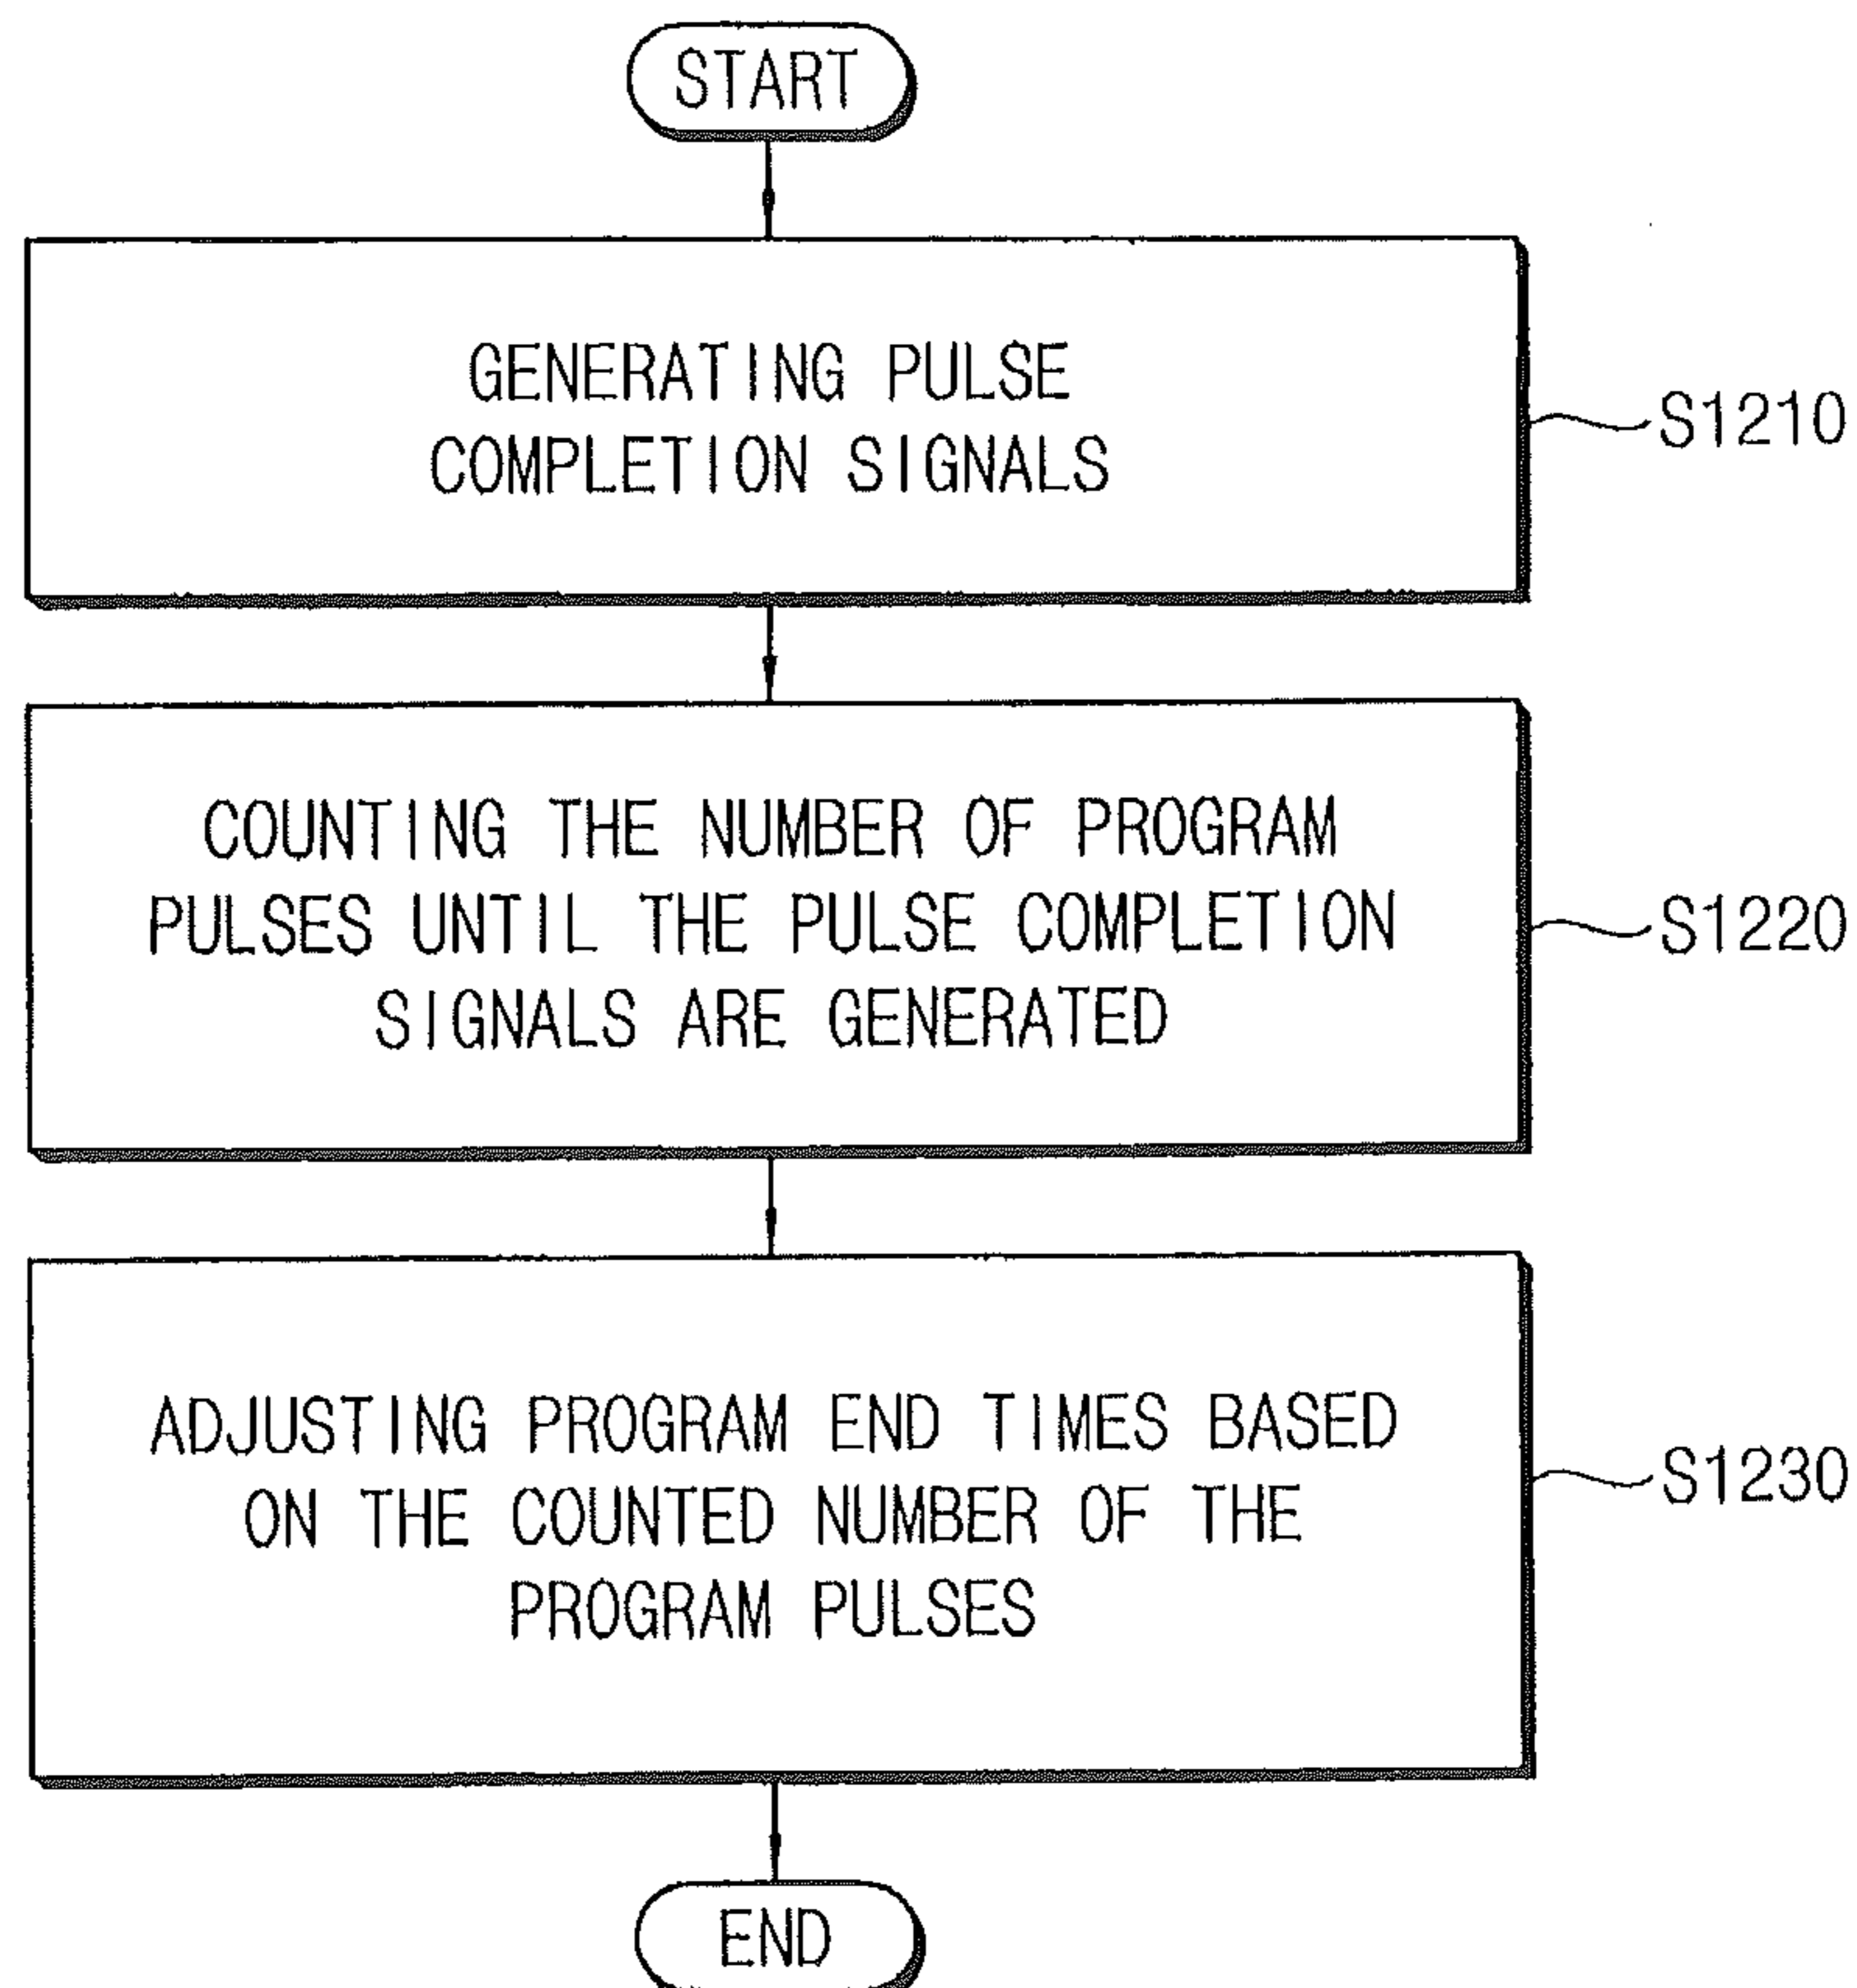 START
GENERATING PULSE
COMPLETION SIGNALS
S1210
COUNTING THE NUMBER OF PROGRAM
PULSES UNTIL THE PULSE COMPLETION
SIGNALS ARE GENERATED
S1220
ADJUSTING PROGRAM END TIMES BASED
ON THE COUNTED NUMBER OF THE
PROGRAM PULSES
S1230
END